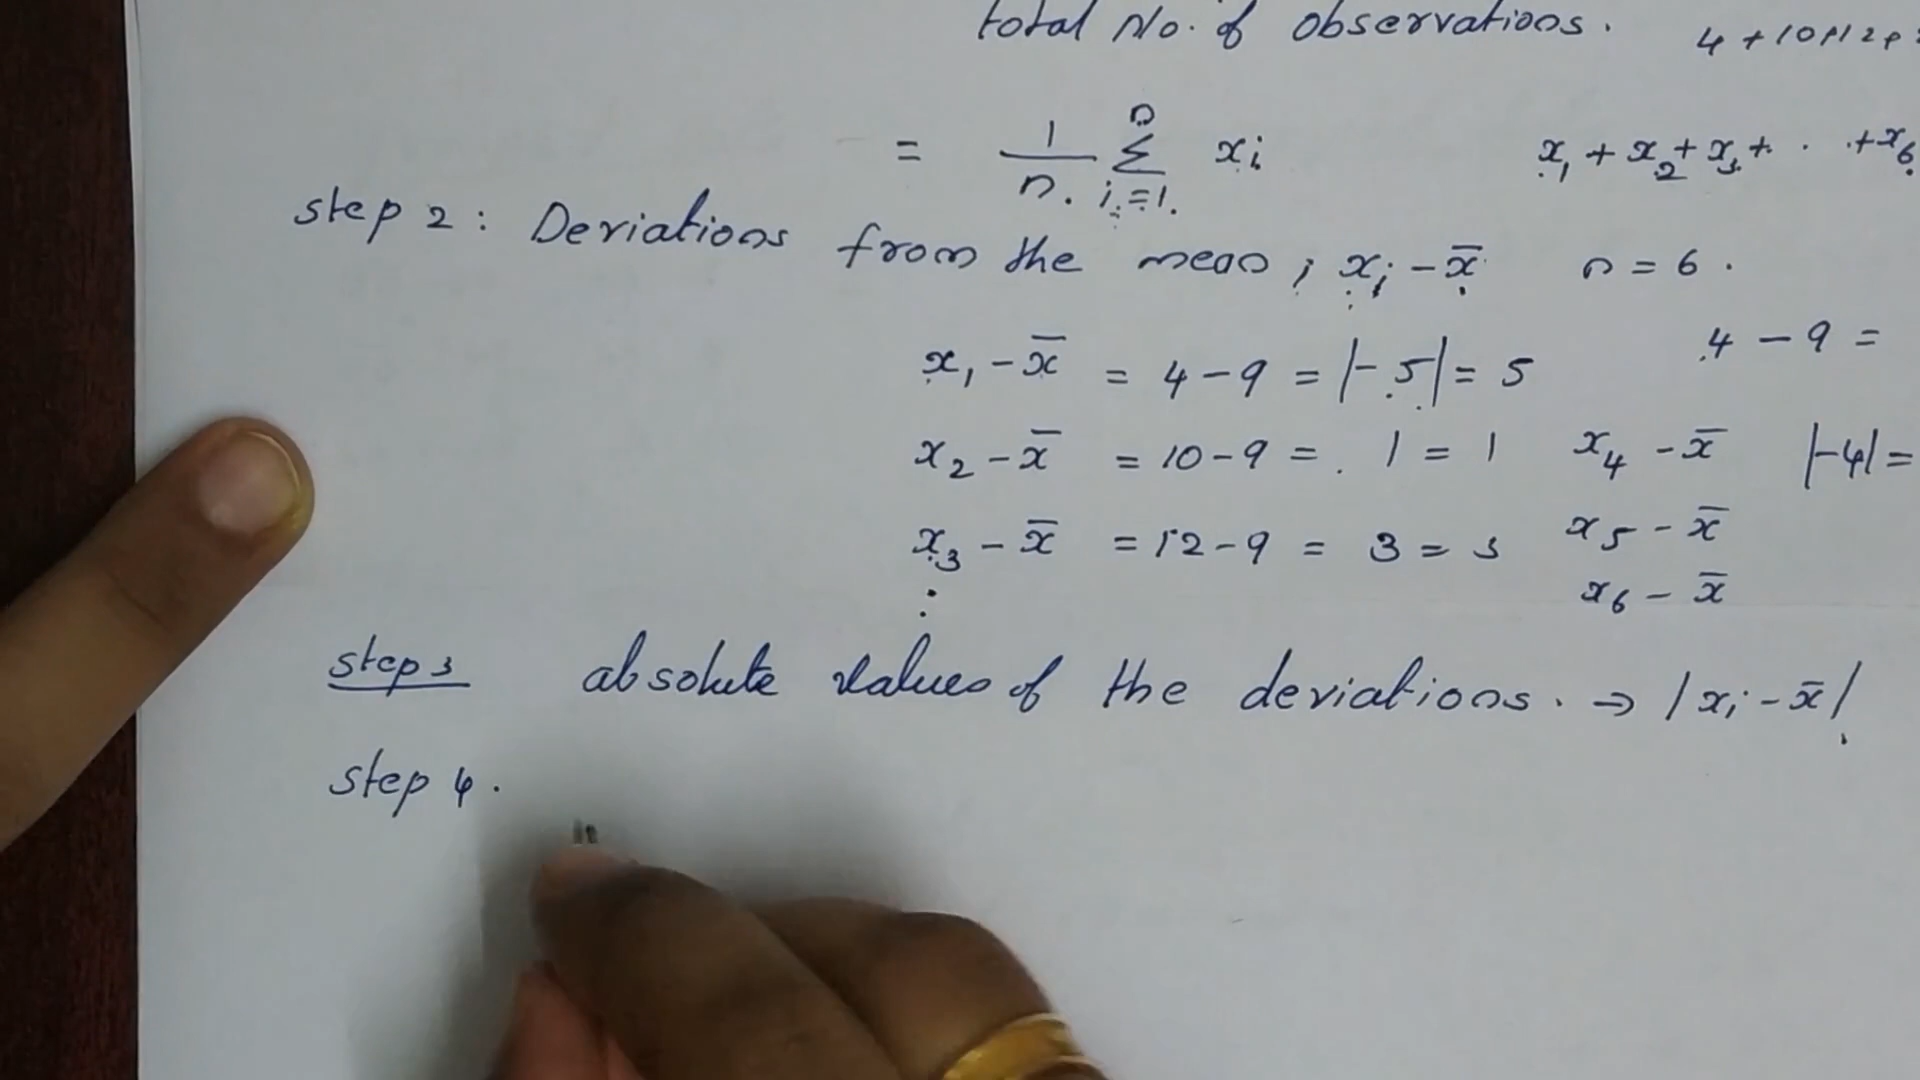 total No. of observations. 4 + 10 + 12 +
= 1/n. n Σ i=1. xi x1 + x2 + x3 + . . + x6
step 2 : Deviations from the mean ; xi - x̄ n = 6 .
x1 - x̄ = 4 - 9 = |-5| = 5 4 - 9 =
x2 - x̄ = 10 - 9 = . 1 = 1 x4 - x̄ |-4| =
x3 - x̄ = 12 - 9 = 3 = 3 x5 - x̄
: x6 - x̄
step 3 absolute values of the deviations. → |xi - x̄|
step 4.